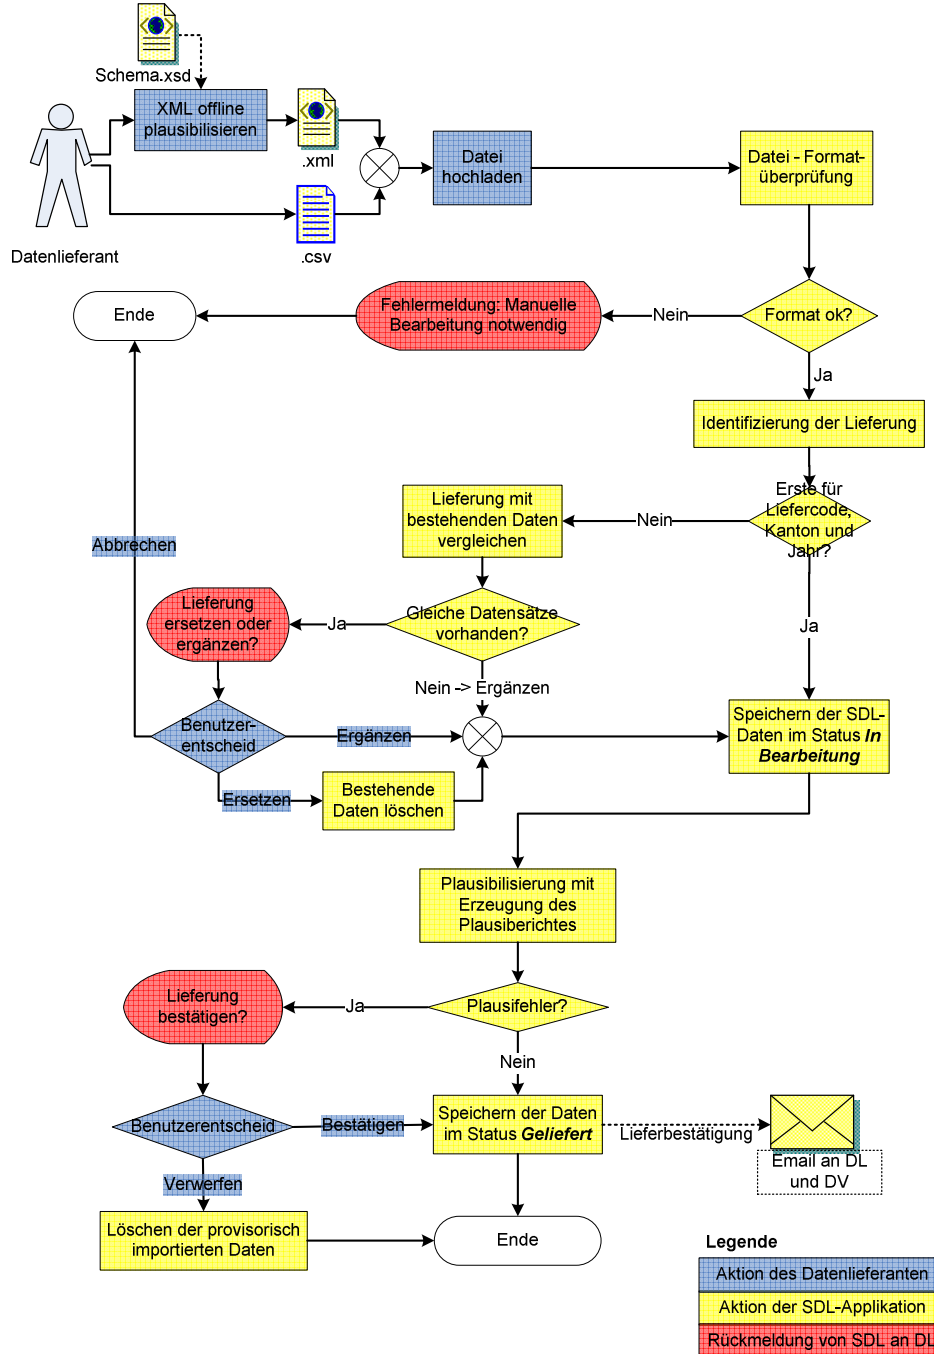 Schema.xsd
XML offline
plausibilisieren
.xml
.csv
Datenlieferant
Datei
hochladen
Datei - Format-
überprüfung
Ende
Fehlermeldung: Manuelle
Bearbeitung notwendig
Nein
Format ok?
Ja
Identifizierung der Lieferung
Lieferung mit
bestehenden Daten
vergleichen
Nein
Erste für
Liefercode,
Kanton und
Jahr?
Abbrechen
Lieferung
ersetzen oder
ergänzen?
Ja
Gleiche Datensätze
vorhanden?
Ja
Nein -> Ergänzen
Benutzer-
entscheid
Ergänzen
Speichern der SDL-
Daten im Status In
Bearbeitung
Ersetzen
Bestehende
Daten löschen
Plausibilisierung mit
Erzeugung des
Plausiberichtes
Lieferung
bestätigen?
Ja
Plausifehler?
Nein
Benutzerentscheid
Bestätigen
Speichern der Daten
im Status Geliefert
Lieferbestätigung
Email an DL
und DV
Verwerfen
Löschen der provisorisch
importierten Daten
Ende
Legende
Aktion des Datenlieferanten
Aktion der SDL-Applikation
Rückmeldung von SDL an DL